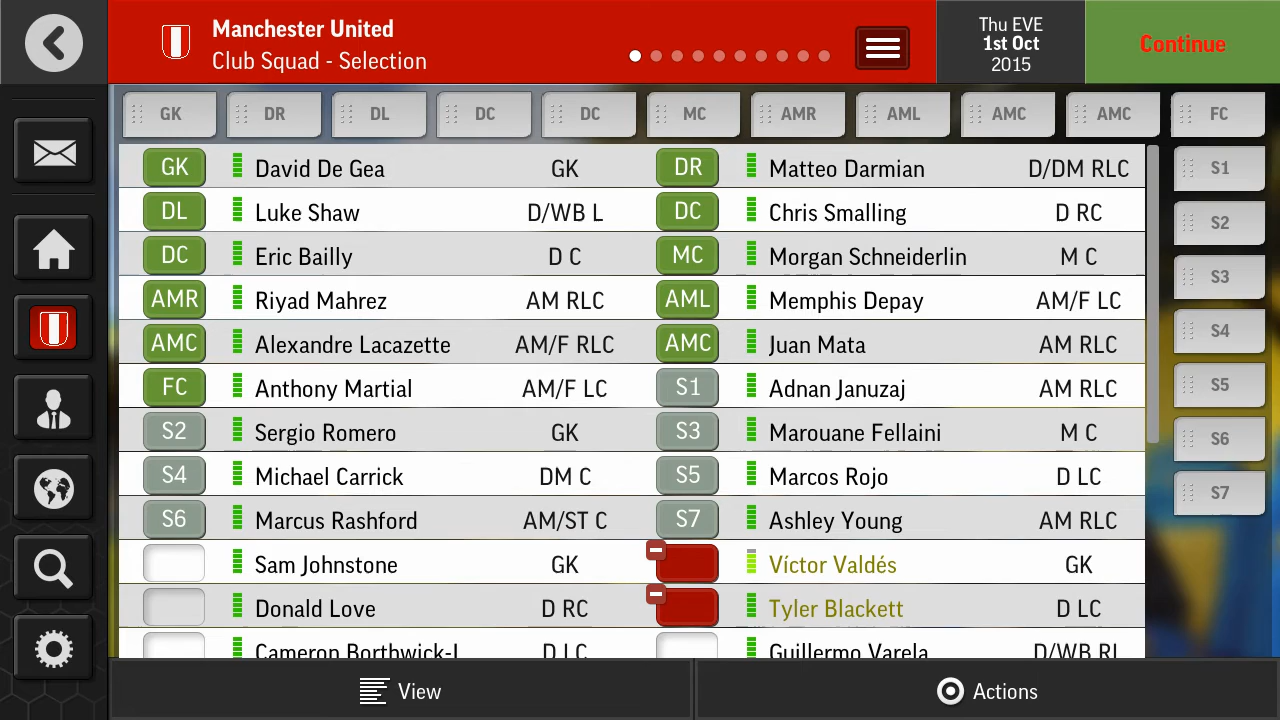 Manchester United
Club Squad - Selection
Thu EVE
1st Oct
2015
Continue
GK DR DL DC DC MC AMR AML AMC AMC FC
GK David De Gea GK DR Matteo Darmian D/DM RLC S1
DL Luke Shaw D/WB L DC Chris Smalling D RC S2
DC Eric Bailly D C MC Morgan Schneiderlin M C S3
AMR Riyad Mahrez AM RLC AML Memphis Depay AM/F LC S4
AMC Alexandre Lacazette AM/F RLC AMC Juan Mata AM RLC
FC Anthony Martial AM/F LC S1 Adnan Januzaj AM RLC S5
S2 Sergio Romero GK S3 Marouane Fellaini M C S6
S4 Michael Carrick DM C S5 Marcos Rojo D LC S7
S6 Marcus Rashford AM/ST C S7 Ashley Young AM RLC
Sam Johnstone GK Víctor Valdés GK
Donald Love D RC Tyler Blackett D LC
Cameron Borthwick-J D LC Guillermo Varela D/WB RL
View Actions